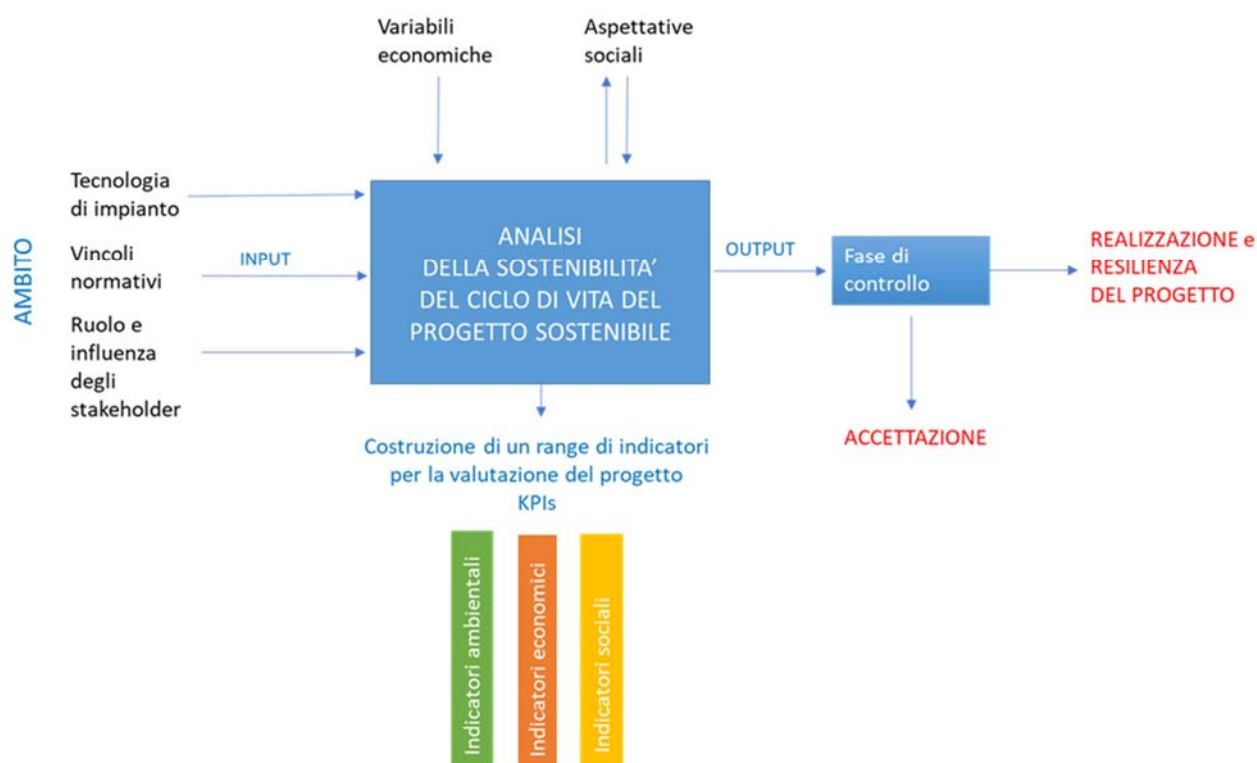 Variabili
economiche
Aspettative
sociali
AMBITO
Tecnologia
di impianto
Vincoli
normativi
Ruolo e
influenza
degli
stakeholder
INPUT
ANALISI
DELLA SOSTENIBILITA’
DEL CICLO DI VITA DEL
PROGETTO SOSTENIBILE
OUTPUT
Fase di
controllo
REALIZZAZIONE e
RESILIENZA
DEL PROGETTO
ACCETTAZIONE
Costruzione di un range di indicatori
per la valutazione del progetto
KPIs
Indicatori ambientali
Indicatori economici
Indicatori sociali